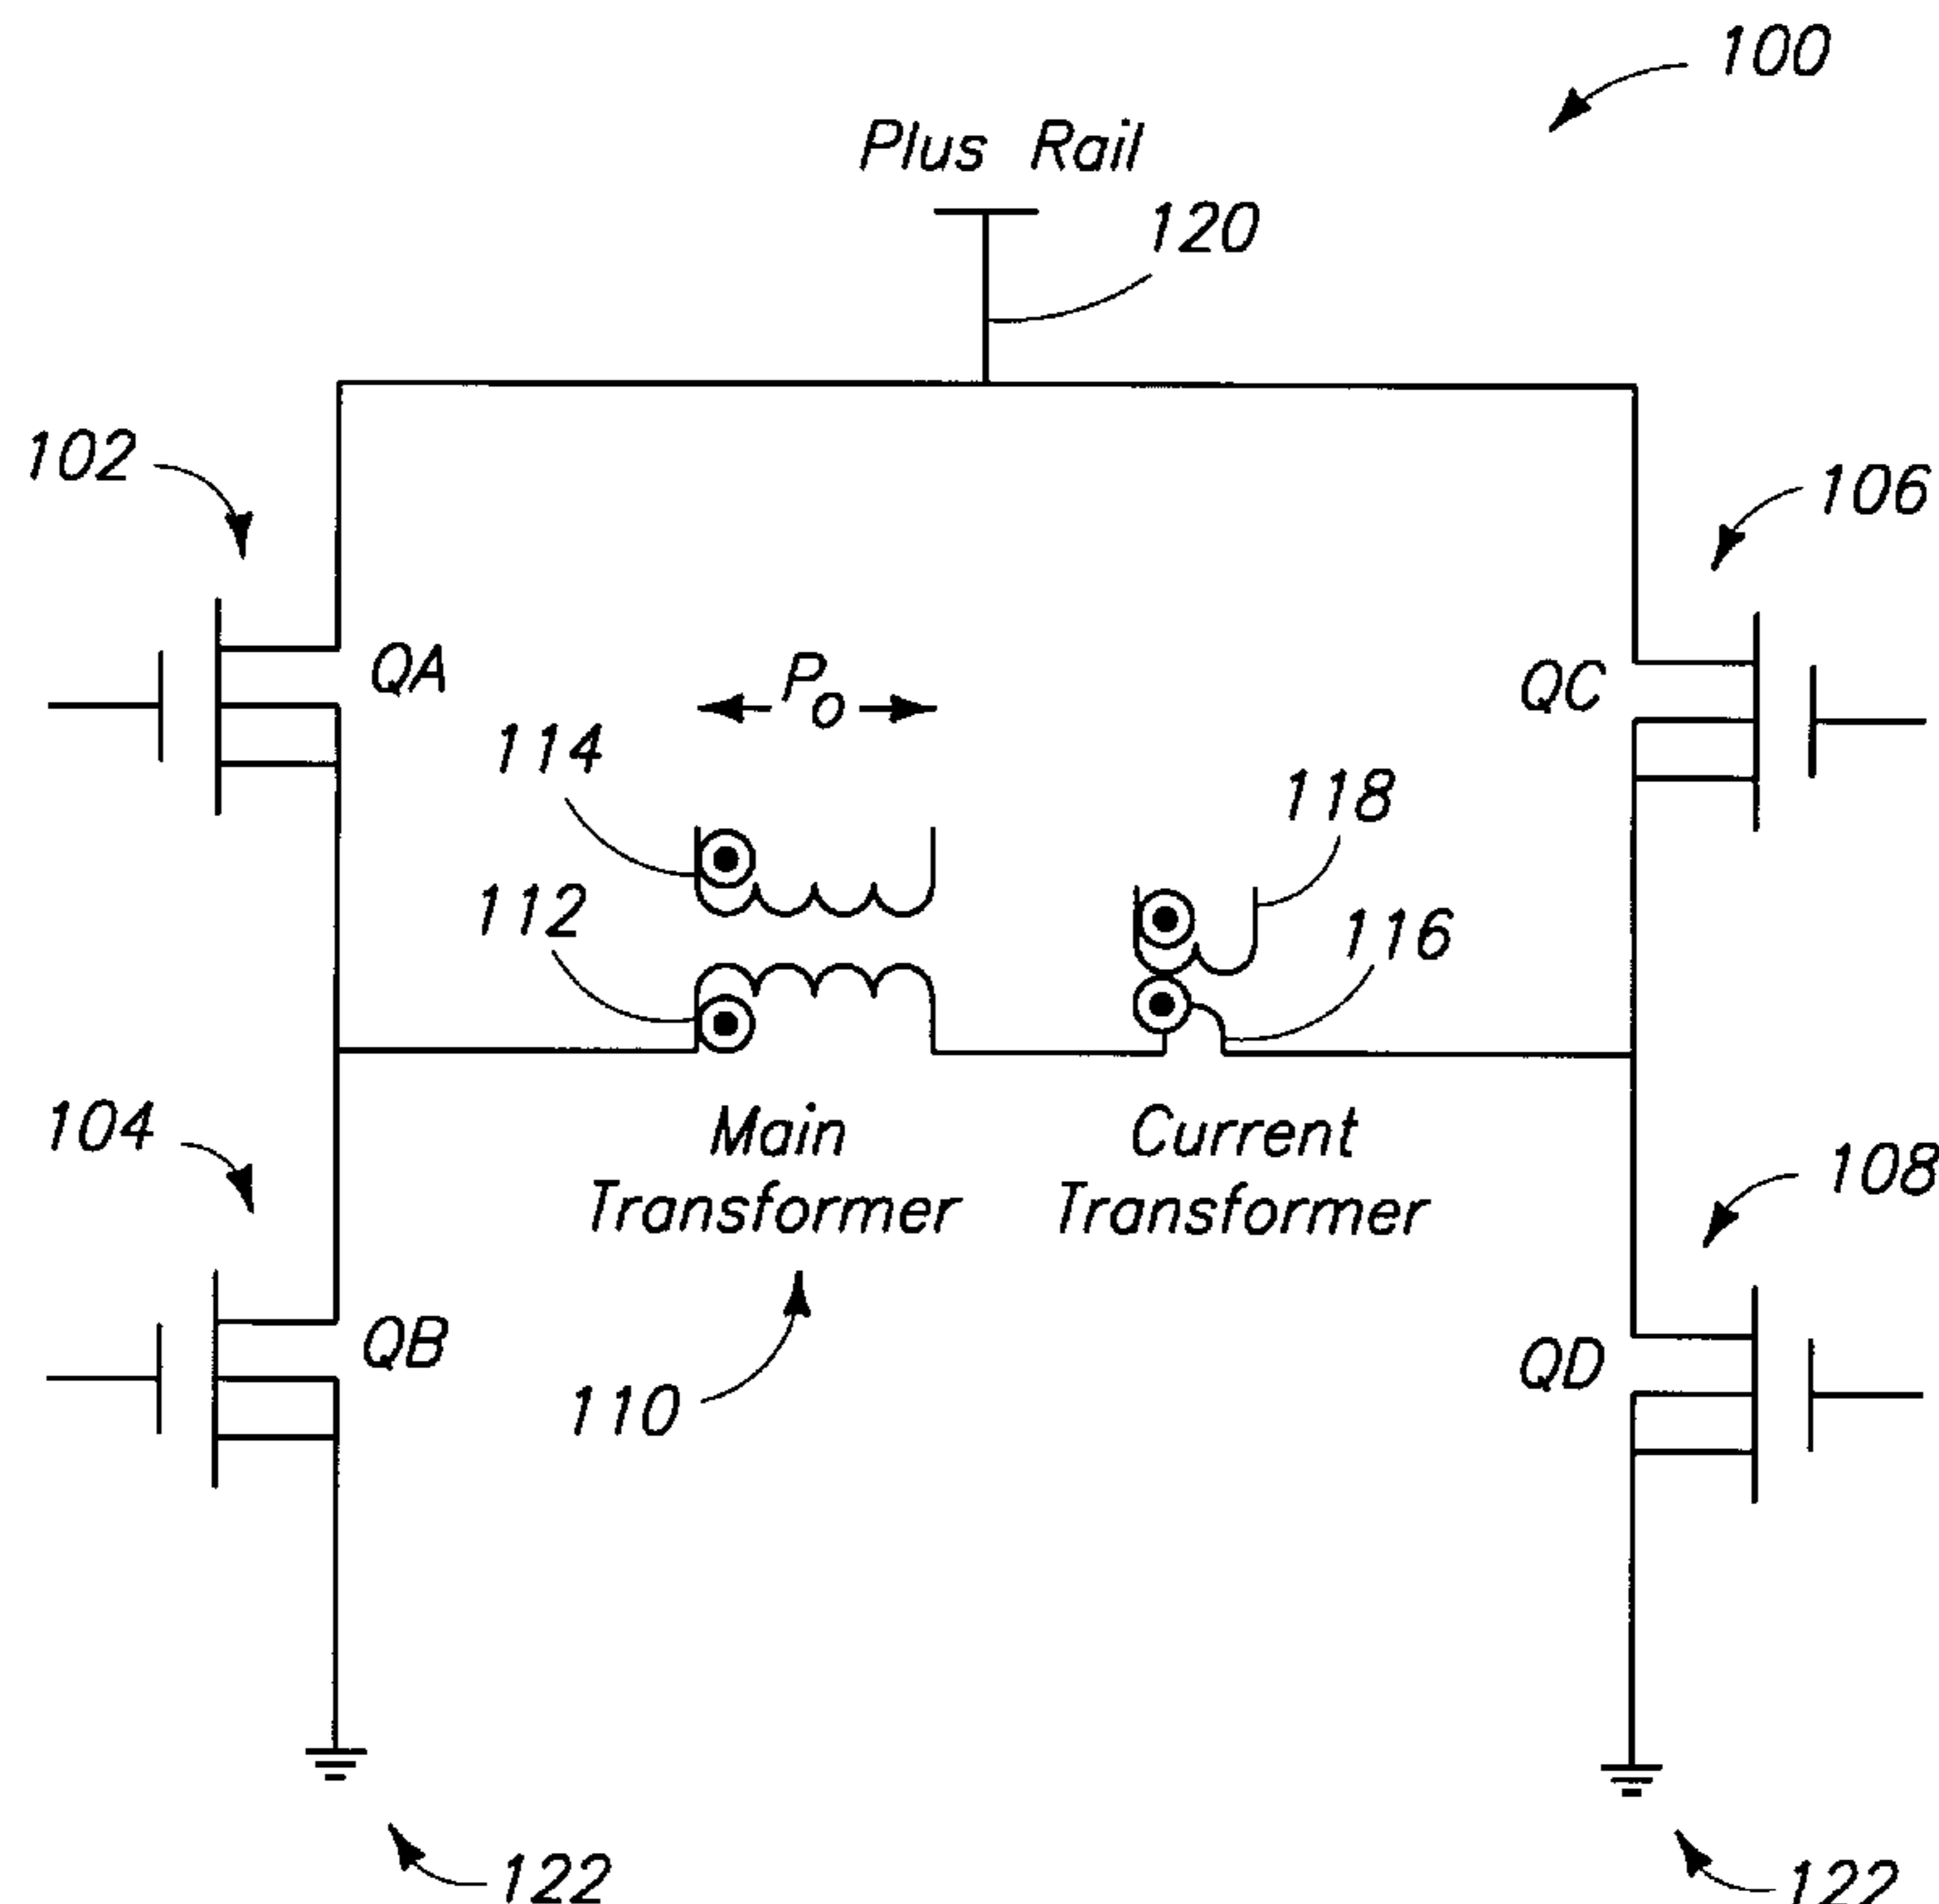 100
Plus Rail
120
102
106
QA
QC
Po
114
118
112
116
Main
Transformer
Current
Transformer
104
108
QB
QD
110
122
122